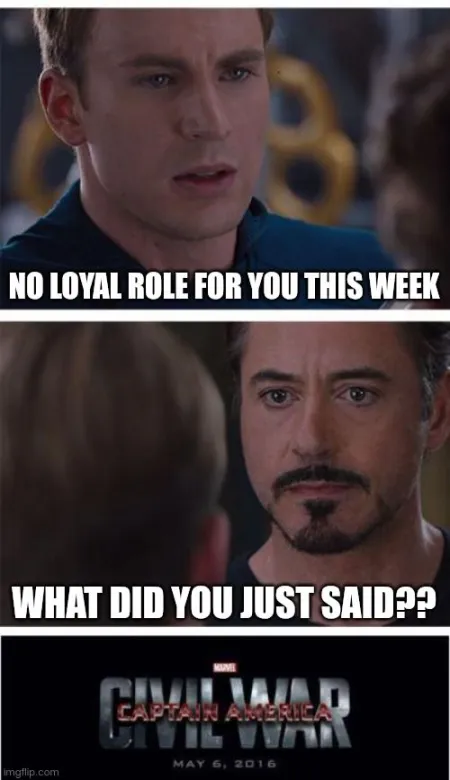 NO LOYAL ROLE FOR YOU THIS WEEK
WHAT DID YOU JUST SAID??
MARVEL
CAPTAIN AMERICA
CIVIL WAR
MAY 6, 2016
imgflip.com